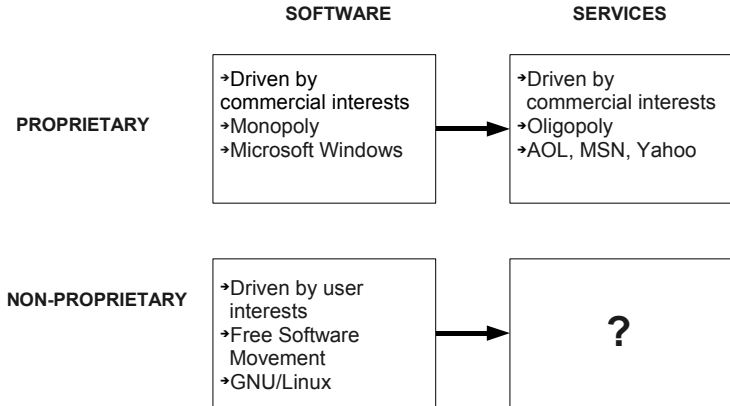 SOFTWARE
SERVICES
PROPRIETARY
➔Driven by
commercial interests
➔Monopoly
➔Microsoft Windows
➔Driven by
commercial interests
➔Oligopoly
➔AOL, MSN, Yahoo
NON-PROPRIETARY
➔Driven by user
interests
➔Free Software
Movement
➔GNU/Linux
?